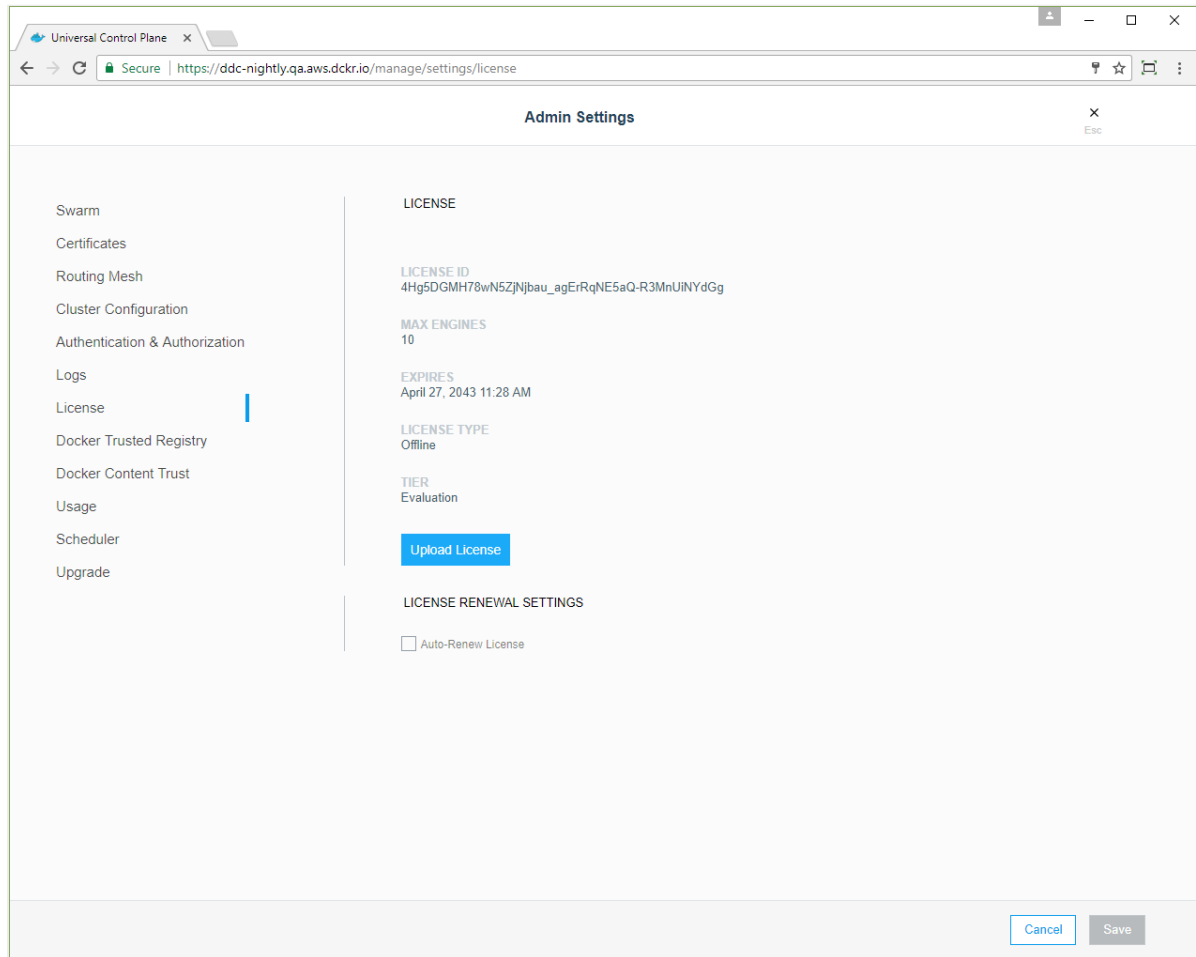 Universal Control Plane
Secure | https://ddc-nightly.qa.aws.dckr.io/manage/settings/license
Admin Settings
Esc
Swarm
Certificates
Routing Mesh
Cluster Configuration
Authentication & Authorization
Logs
License
Docker Trusted Registry
Docker Content Trust
Usage
Scheduler
Upgrade
LICENSE
LICENSE ID
4Hg5DGMH78wN5ZjNjbau_agErRqNE5aQ-R3MnUiNYdGg
MAX ENGINES
10
EXPIRES
April 27, 2043 11:28 AM
LICENSE TYPE
Offline
TIER
Evaluation
Upload License
LICENSE RENEWAL SETTINGS
Auto-Renew License
Cancel
Save